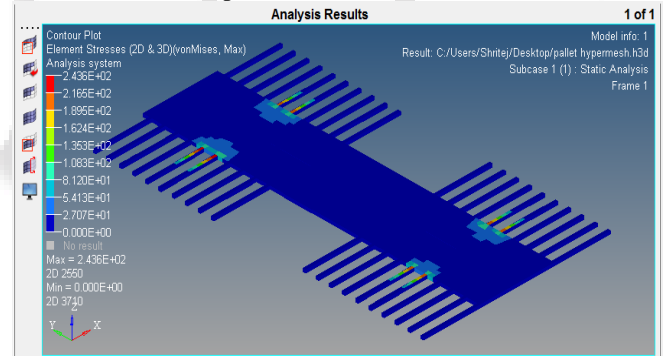 Analysis Results
1 of 1
Contour Plot
Element Stresses (2D & 3D)(vonMises, Max)
Analysis system
2.436E+02
2.165E+02
1.895E+02
1.624E+02
1.353E+02
1.083E+02
8.120E+01
5.413E+01
2.707E+01
0.000E+00
No result
Max = 2.436E+02
2D 2550
Min = 0.000E+00
2D 3740
Model info: 1
Result: C:/Users/Shritej/Desktop/pallet hypermesh.h3d
Subcase 1 (1) : Static Analysis
Frame 1
Z
Y
X